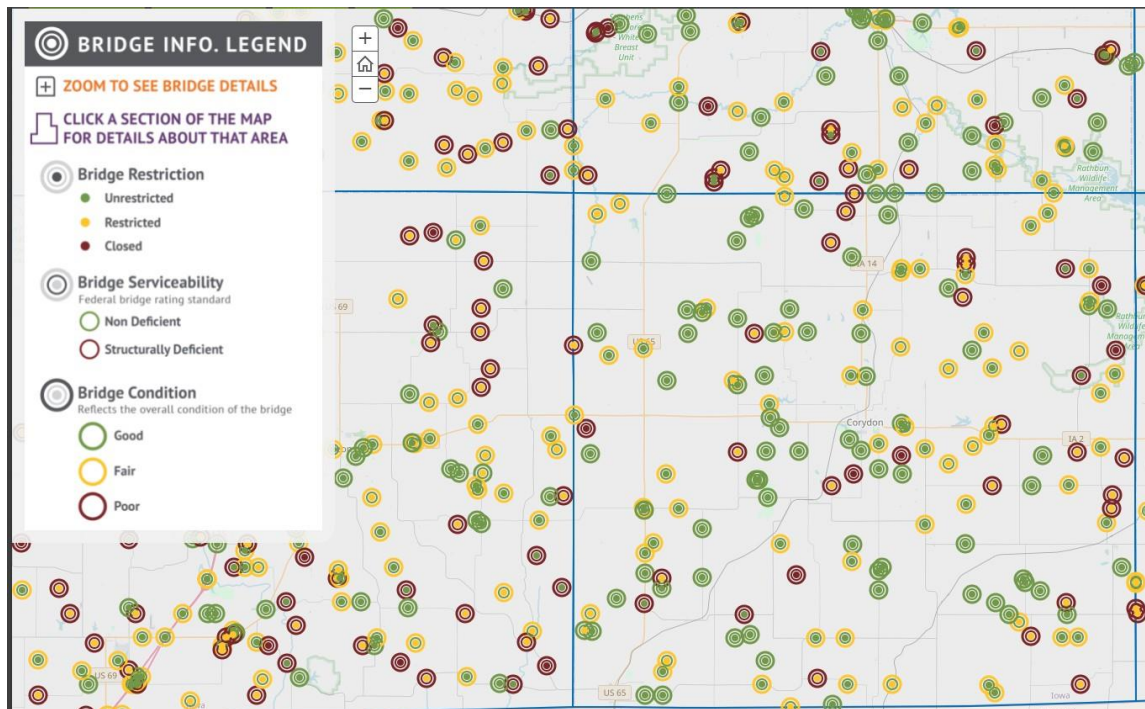 BRIDGE INFO. LEGEND
+ ZOOM TO SEE BRIDGE DETAILS
CLICK A SECTION OF THE MAP
FOR DETAILS ABOUT THAT AREA
Bridge Restriction
Unrestricted
Restricted
Closed
Bridge Serviceability
Federal bridge rating standard
Non Deficient
Structurally Deficient
Bridge Condition
Reflects the overall condition of the bridge
Good
Fair
Poor
+
−
White
Breast
Unit
Rathbun
Wildlife
Management
Area
IA 14
69
US 65
Corydon
IA 2
US 69
US 65
Iowa